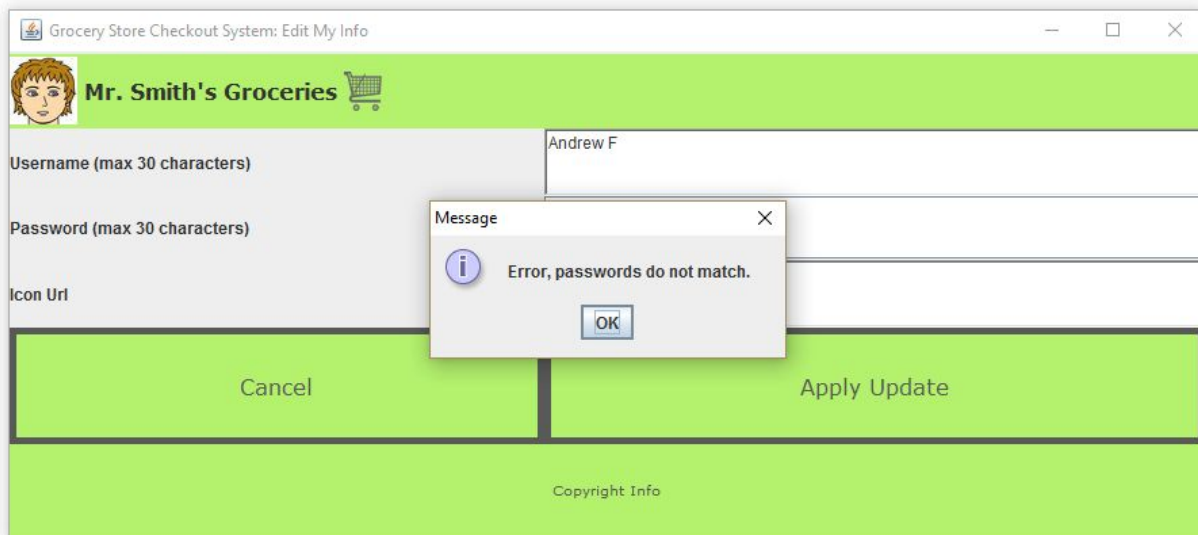 Grocery Store Checkout System: Edit My Info
Mr. Smith's Groceries
Username (max 30 characters)
Andrew F
Password (max 30 characters)
Icon Url
Message
Error, passwords do not match.
OK
Cancel
Apply Update
Copyright Info